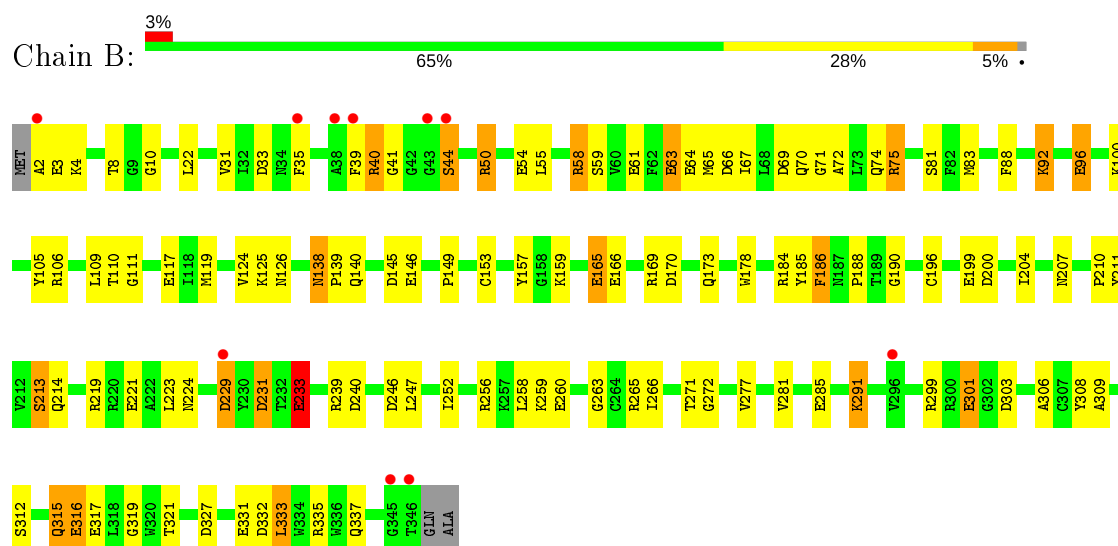 3%
Chain B:
65% 28% 5% •
MET A2 E3 K4 T8 G9 G10 L22 V31 I32 D33 N34 F35 A38 F39 R40 G41 G42 G43 S44 R50 E54 L55 R58 S59 V60 E61 F62 E63 E64 M65 D66 I67 L68 D69 Q70 G71 A72 L73 Q74 R75 S81 F82 M83 F88 K92 E96 K100
Y105 R106 L109 T110 G111 E117 I118 M119 V124 K125 N126 N138 P139 Q140 D145 E146 P149 C153 Y157 G158 K159 E165 E166 R169 D170 Q173 W178 R184 Y185 F186 N187 P188 T189 G190 C196 E199 D200 I204 N207 P210 Y211
V212 S213 Q214 R219 R220 E221 A222 L223 N224 D229 Y230 D231 T232 E233 R239 D240 D246 L247 I252 R256 K257 L258 K259 E260 G263 C264 R265 I266 T271 G272 V277 V281 E285 K291 V296 R299 R300 E301 G302 D303 A306 C307 Y308 A309
S312 Q315 E316 E317 L318 G319 W320 T321 D327 E331 D332 L333 W334 R335 W336 Q337 G345 T346 GLN ALA